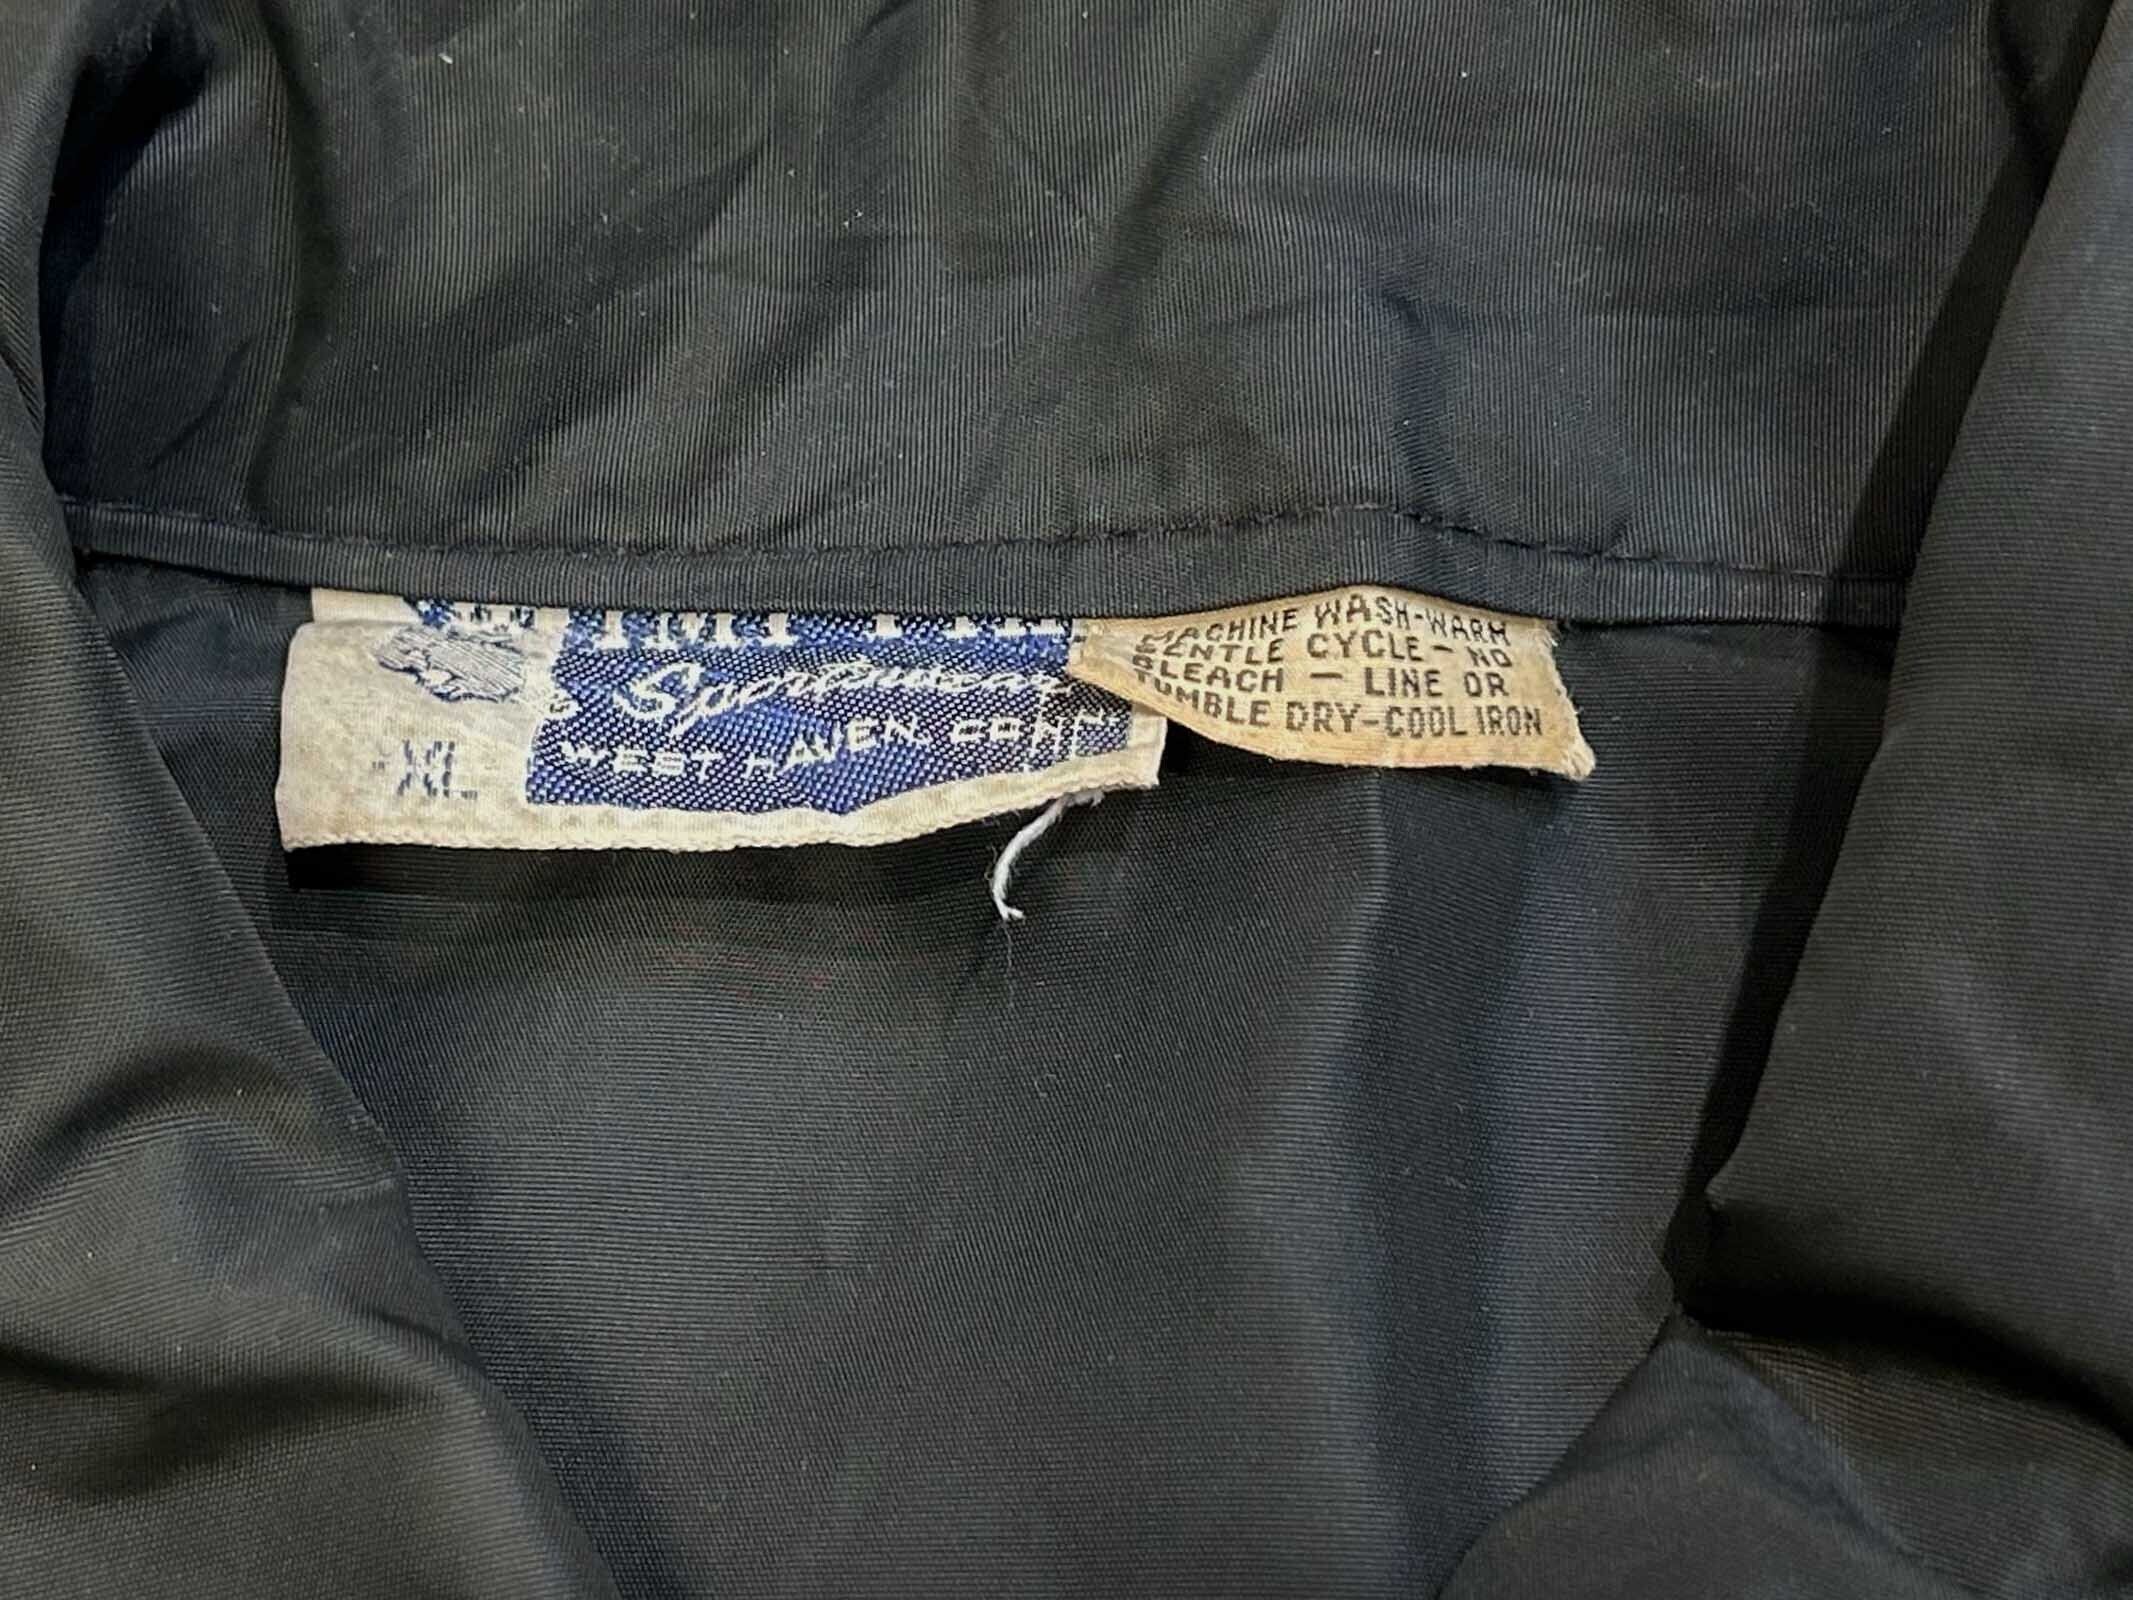 Sportswear
WEST HAVEN, CONN.
"XL"
MACHINE WASH-WARM
GENTLE CYCLE-NO
BLEACH - LINE OR
TUMBLE DRY-COOL IRON